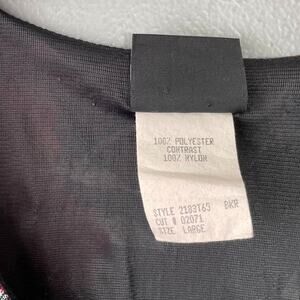 100% POLYESTER
CONTRAST
100% NYLON
STYLE 2183T65 BKR
CUT # 02071
SIZE LARGE